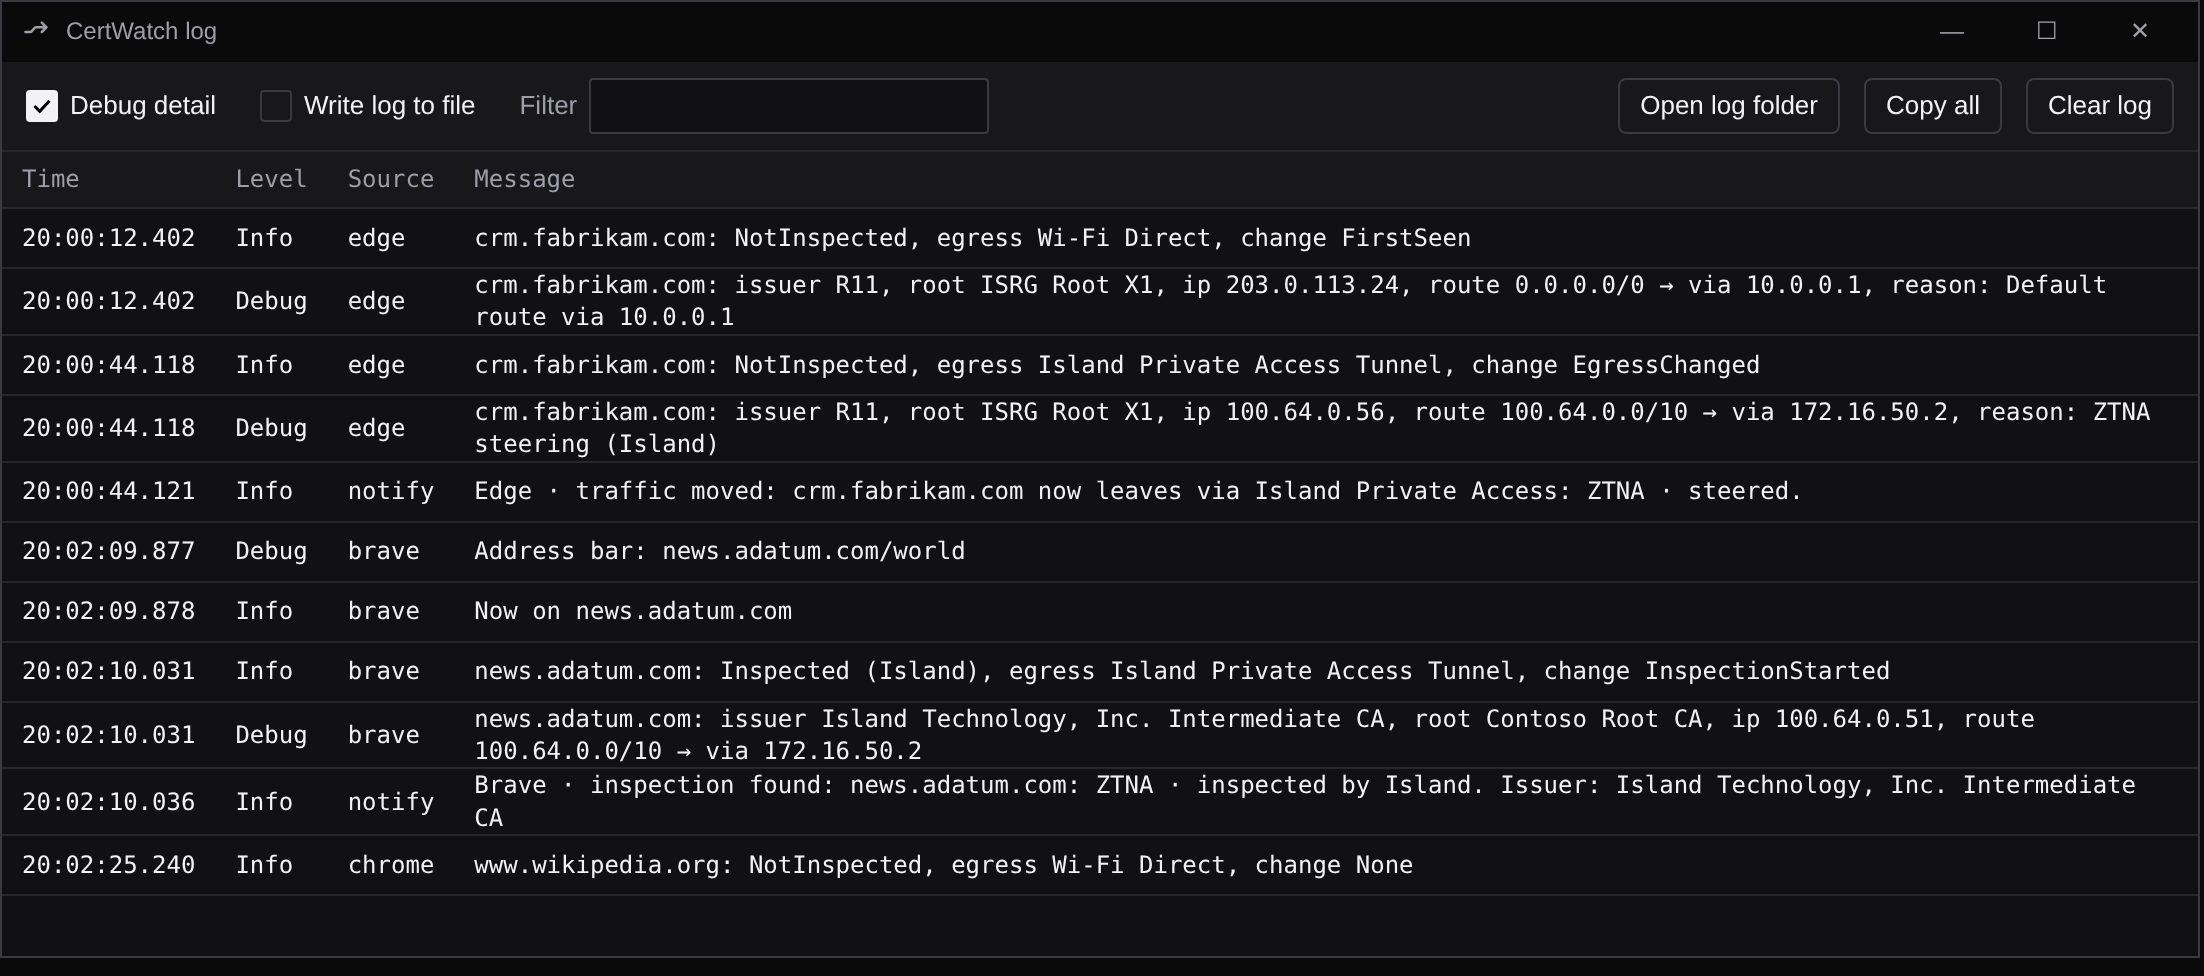 CertWatch log
Debug detail Write log to file Filter Open log folder Copy all Clear log
Time Level Source Message
20:00:12.402 Info edge crm.fabrikam.com: NotInspected, egress Wi-Fi Direct, change FirstSeen
20:00:12.402 Debug edge crm.fabrikam.com: issuer R11, root ISRG Root X1, ip 203.0.113.24, route 0.0.0.0/0 → via 10.0.0.1, reason: Default
route via 10.0.0.1
20:00:44.118 Info edge crm.fabrikam.com: NotInspected, egress Island Private Access Tunnel, change EgressChanged
20:00:44.118 Debug edge crm.fabrikam.com: issuer R11, root ISRG Root X1, ip 100.64.0.56, route 100.64.0.0/10 → via 172.16.50.2, reason: ZTNA
steering (Island)
20:00:44.121 Info notify Edge · traffic moved: crm.fabrikam.com now leaves via Island Private Access: ZTNA · steered.
20:02:09.877 Debug brave Address bar: news.adatum.com/world
20:02:09.878 Info brave Now on news.adatum.com
20:02:10.031 Info brave news.adatum.com: Inspected (Island), egress Island Private Access Tunnel, change InspectionStarted
20:02:10.031 Debug brave news.adatum.com: issuer Island Technology, Inc. Intermediate CA, root Contoso Root CA, ip 100.64.0.51, route
100.64.0.0/10 → via 172.16.50.2
20:02:10.036 Info notify Brave · inspection found: news.adatum.com: ZTNA · inspected by Island. Issuer: Island Technology, Inc. Intermediate
CA
20:02:25.240 Info chrome www.wikipedia.org: NotInspected, egress Wi-Fi Direct, change None